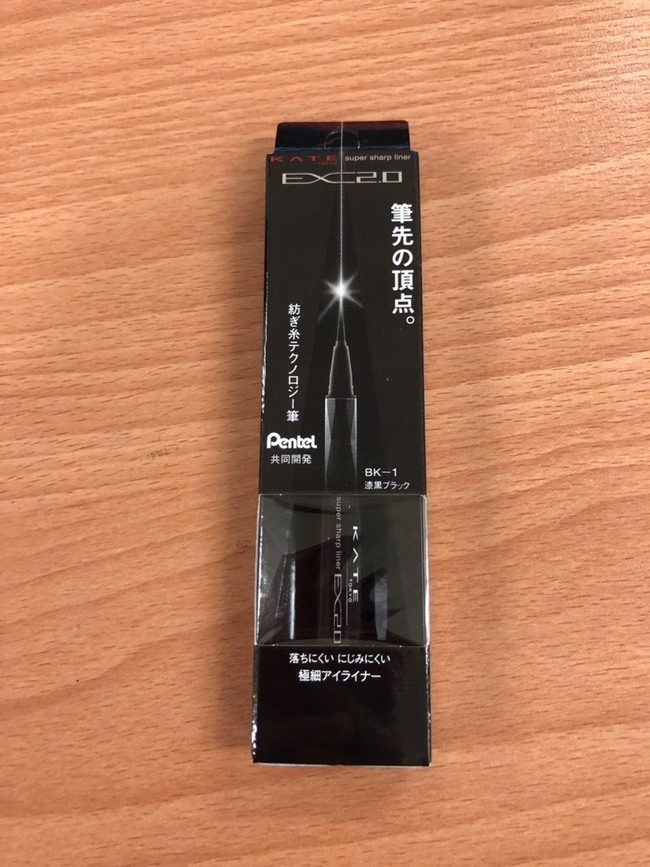 KATE TOKYO super sharp liner
EX2.0
筆先の頂点。
紡ぎ糸テクノロジー筆
Pentel
共同開発
BK-1
漆黒ブラック
super sharp liner EX2.0
KATE
TOKYO
落ちにくい にじみにくい
極細アイライナー